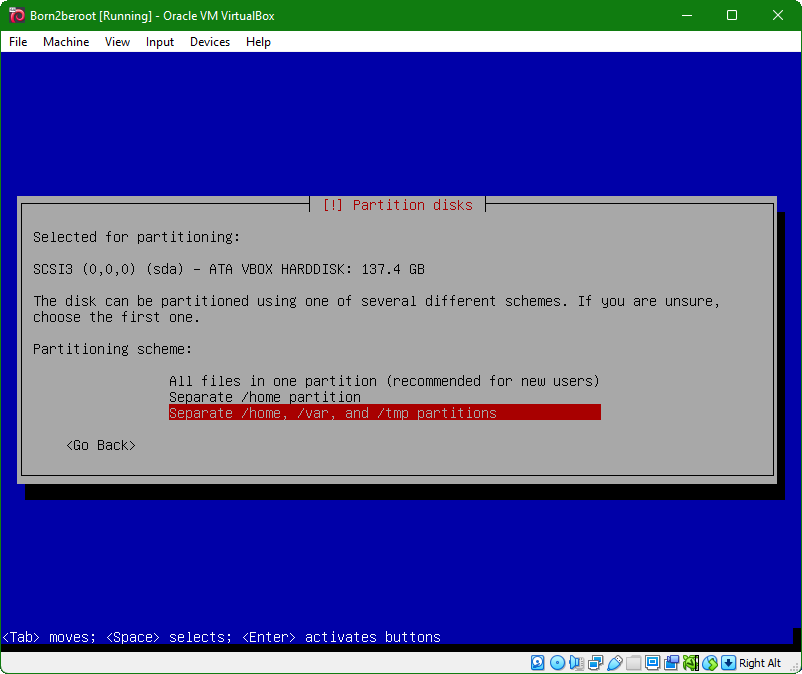 Born2beroot [Running] - Oracle VM VirtualBox
File Machine View Input Devices Help
[!] Partition disks
Selected for partitioning:
SCSI3 (0,0,0) (sda) - ATA VBOX HARDDISK: 137.4 GB
The disk can be partitioned using one of several different schemes. If you are unsure,
choose the first one.
Partitioning scheme:
All files in one partition (recommended for new users)
Separate /home partition
Separate /home, /var, and /tmp partitions
<Go Back>
<Tab> moves; <Space> selects; <Enter> activates buttons
Right Alt